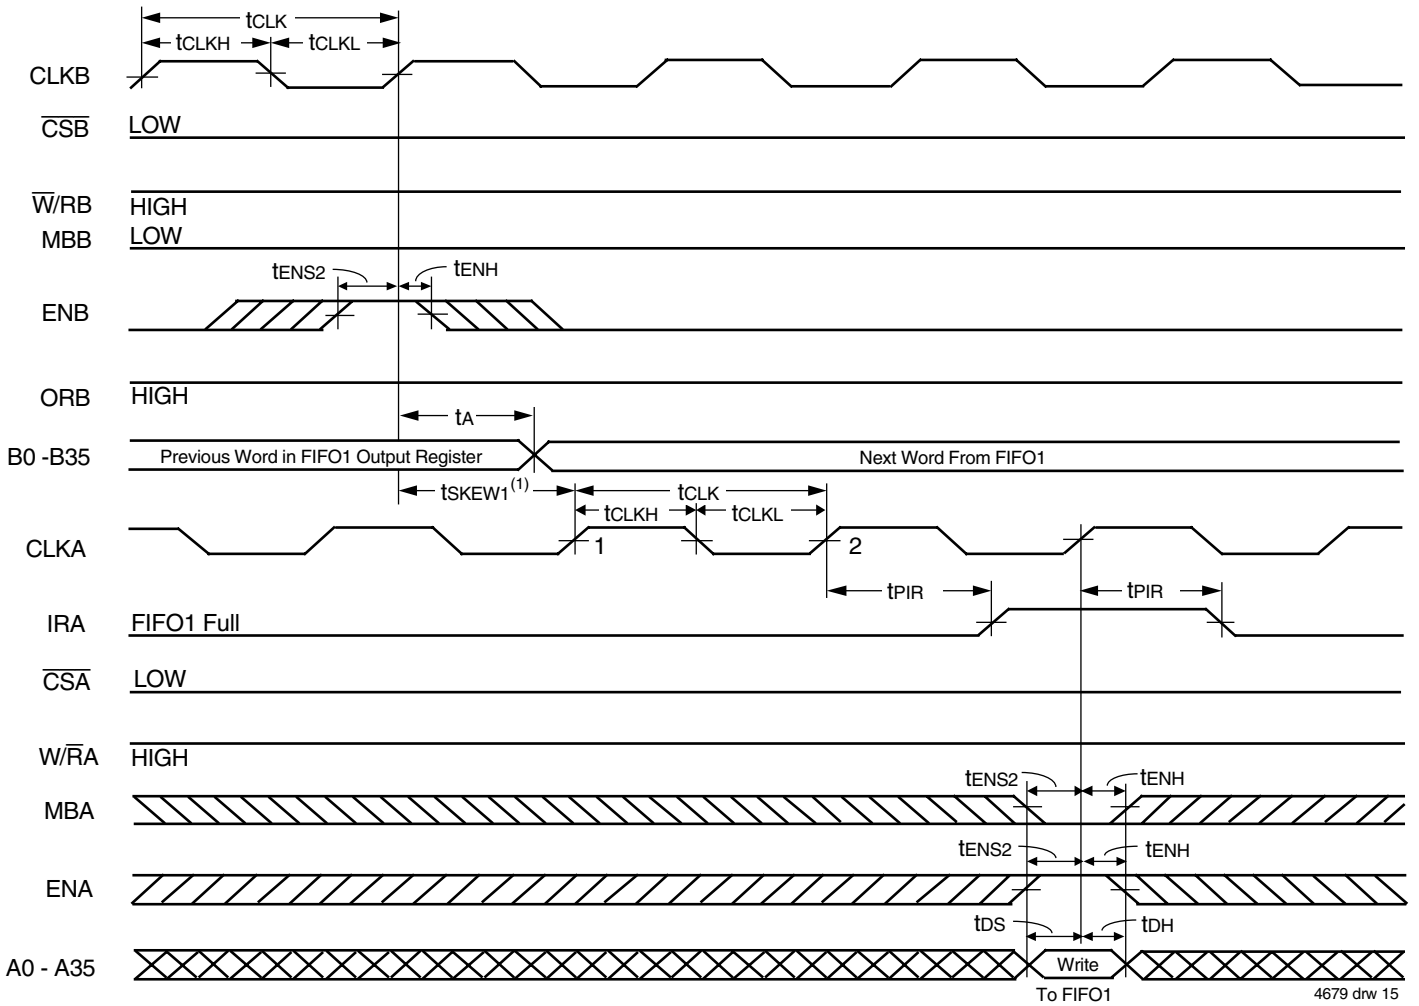 tCLK
tCLKH tCLKL
CLKB
CSB LOW
W/RB HIGH
MBB LOW
tENS2 tENH
ENB
ORB HIGH
tA
B0 -B35 Previous Word in FIFO1 Output Register Next Word From FIFO1
tSKEW1(1) tCLK
tCLKH tCLKL
CLKA 1 2
tPIR tPIR
IRA FIFO1 Full
CSA LOW
W/RA HIGH
tENS2 tENH
MBA
tENS2 tENH
ENA
tDS tDH
A0 - A35 Write
To FIFO1 4679 drw 15